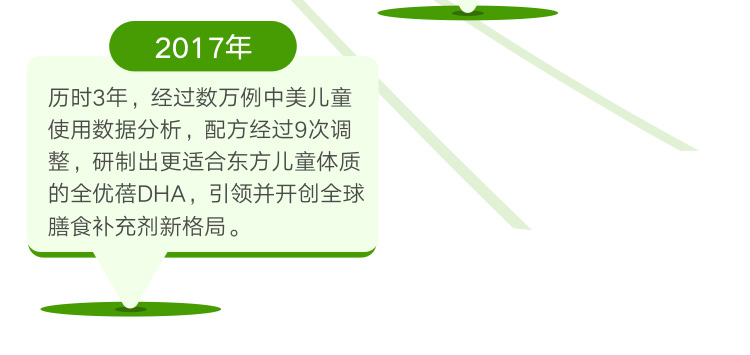 2017年
历时3年，经过数万例中美儿童
使用数据分析，配方经过9次调
整，研制出更适合东方儿童体质
的全优蓓DHA，引领并开创全球
膳食补充剂新格局。